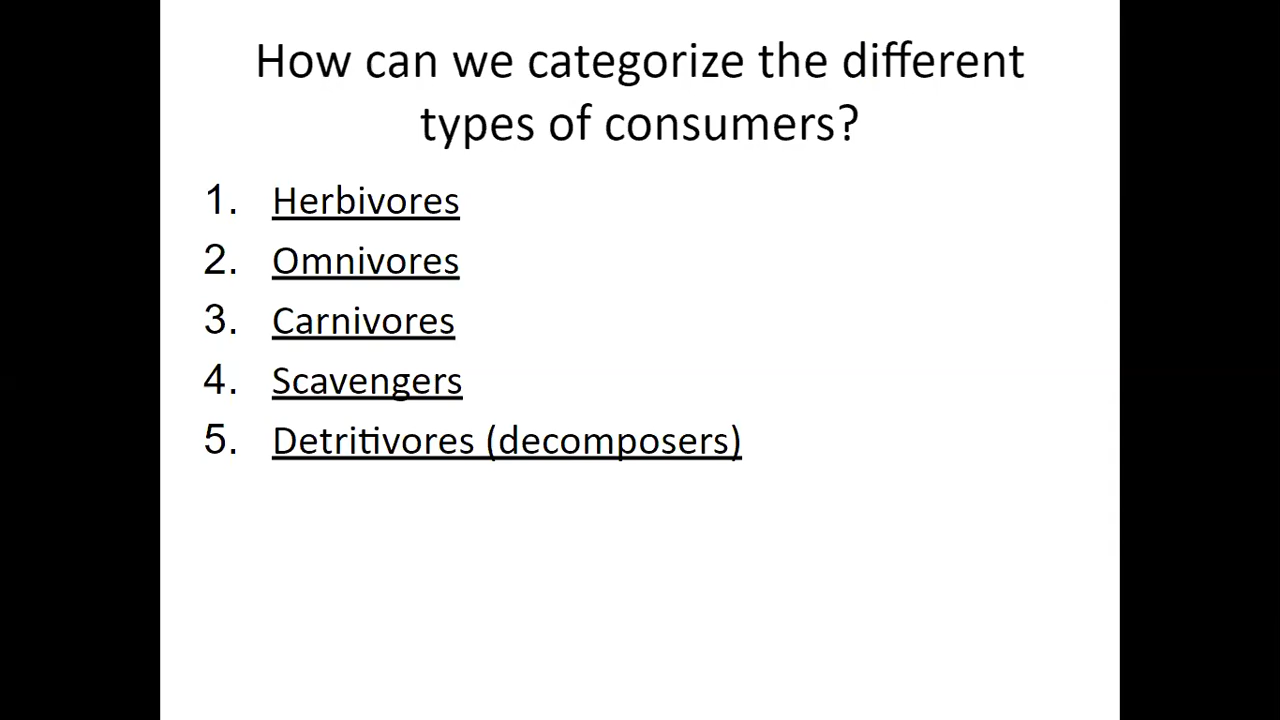 How can we categorize the different
types of consumers?
1. Herbivores
2. Omnivores
3. Carnivores
4. Scavengers
5. Detritivores (decomposers)